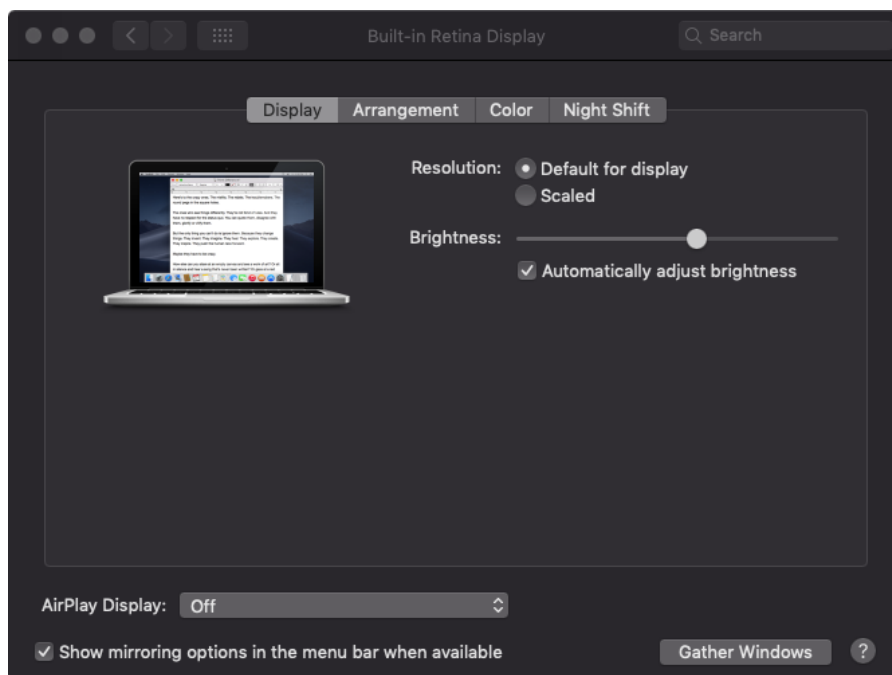 Built-in Retina Display
Search
Display Arrangement Color Night Shift
Resolution: Default for display
Scaled
Brightness:
Automatically adjust brightness
AirPlay Display: Off
Show mirroring options in the menu bar when available
Gather Windows ?